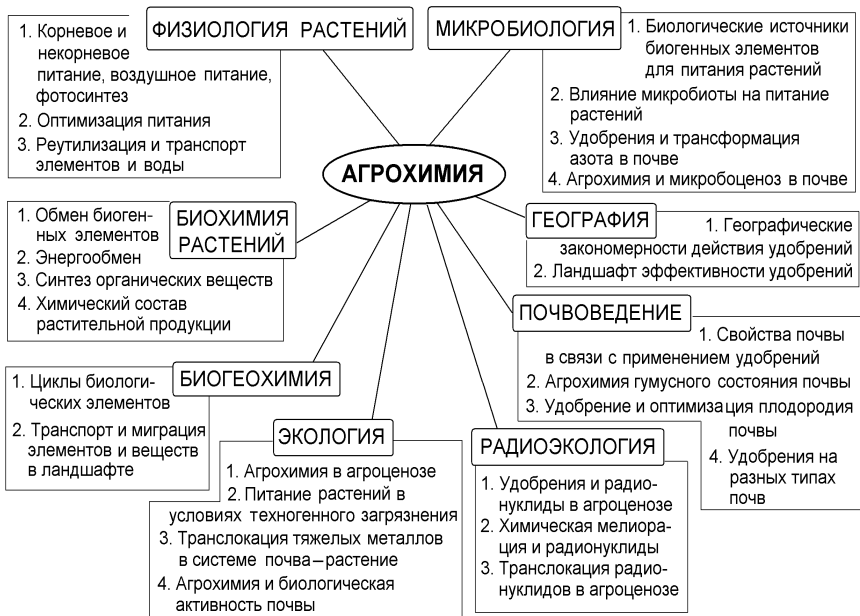 ФИЗИОЛОГИЯ РАСТЕНИЙ
1. Корневое и
некорневое
питание, воздушное питание,
фотосинтез
2. Оптимизация питания
3. Реутилизация и транспорт
элементов и воды
МИКРОБИОЛОГИЯ
1. Биологические источники
биогенных элементов
для питания растений
2. Влияние микробиоты на питание
растений
3. Удобрения и трансформация
азота в почве
4. Агрохимия и микробоценоз в почве
АГРОХИМИЯ
БИОХИМИЯ
РАСТЕНИЙ
1. Обмен биоген-
ных элементов
2. Энергообмен
3. Синтез органических веществ
4. Химический состав
растительной продукции
ГЕОГРАФИЯ
1. Географические
закономерности действия удобрений
2. Ландшафт эффективности удобрений
ПОЧВОВЕДЕНИЕ
1. Свойства почвы
в связи с применением удобрений
2. Агрохимия гумусного состояния почвы
3. Удобрение и оптимизация плодородия
почвы
4. Удобрения на
разных типах
почв
БИОГЕОХИМИЯ
1. Циклы биологи-
ческих элементов
2. Транспорт и миграция
элементов и веществ
в ландшафте
ЭКОЛОГИЯ
1. Агрохимия в агроценозе
2. Питание растений в
условиях техногенного загрязнения
3. Транслокация тяжелых металлов
в системе почва–растение
4. Агрохимия и биологическая
активность почвы
РАДИОЭКОЛОГИЯ
1. Удобрения и радио-
нуклиды в агроценозе
2. Химическая мелиора-
ция и радионуклиды
3. Транслокация радио-
нуклидов в агроценозе